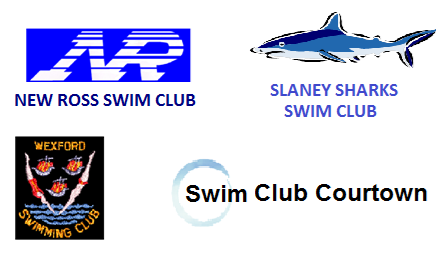 NR
NEW ROSS SWIM CLUB
SLANEY SHARKS
SWIM CLUB
WEXFORD
SWIMMING CLUB
Swim Club Courtown